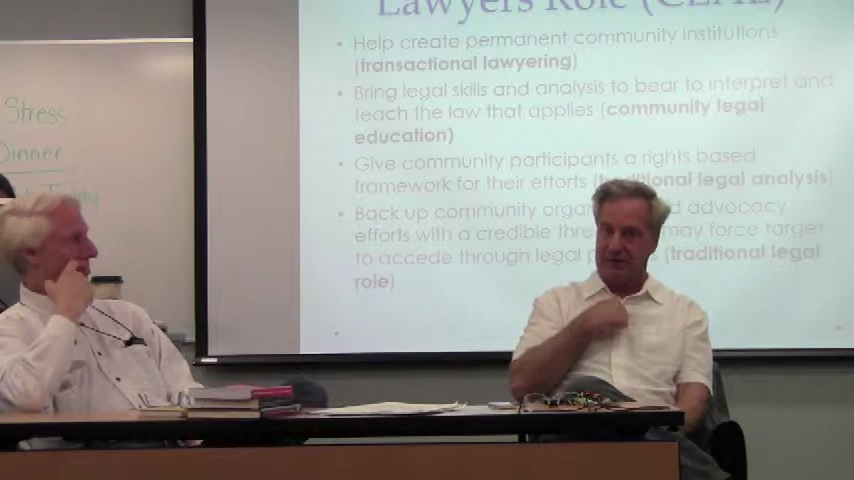 Lawyers Role (CLME)
• Help create permanent community institutions
(transactional lawyering)
• Bring legal skills and analysis to bear to interpret and
teach the law that applies (community legal
education)
• Give community participants a rights based
framework for their efforts (traditional legal analysis)
• Back up community advocacy
efforts with a credible may force target
to accede through legal (traditional legal
role)
Stress
Dinner